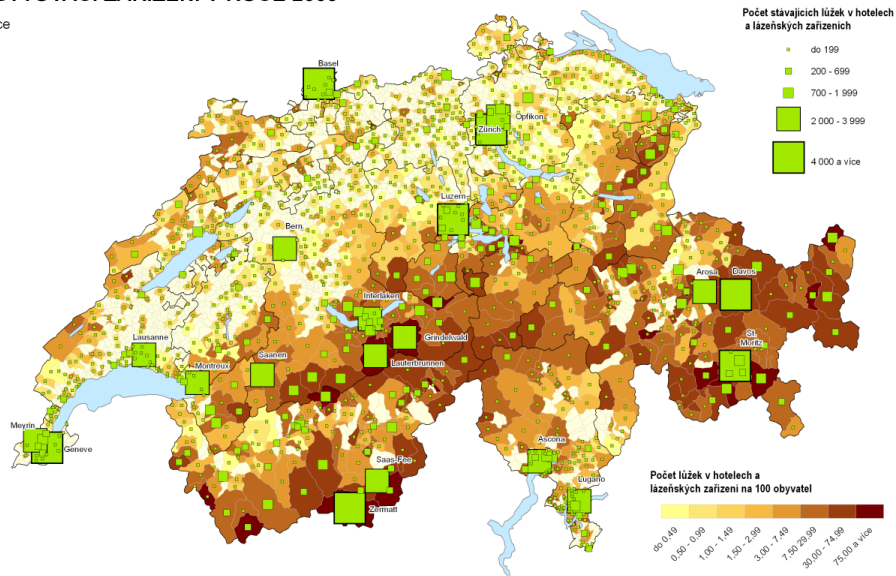 ce
Počet stávajících lůžek v hotelech
a lázeňských zařízeních
do 199
200 - 699
700 - 1 999
2 000 - 3 999
4 000 a více
Basel
Opfikon
Zürich
Luzern
Bern
Arosa
Davos
Interlaken
Grindelwald
St.
Moritz
Lausanne
Saanen
Lauterbrunnen
Montreux
Meyrin
Geneve
Ascona
Saas-Fee
Lugano
Zermatt
Počet lůžek v hotelech a
lázeňských zařízení na 100 obyvatel
do 0,49
0,50 - 0,99
1,00 - 1,49
1,50 - 2,99
3,00 - 7,49
7,50 29,99
30,00 - 74,99
75,00 a více